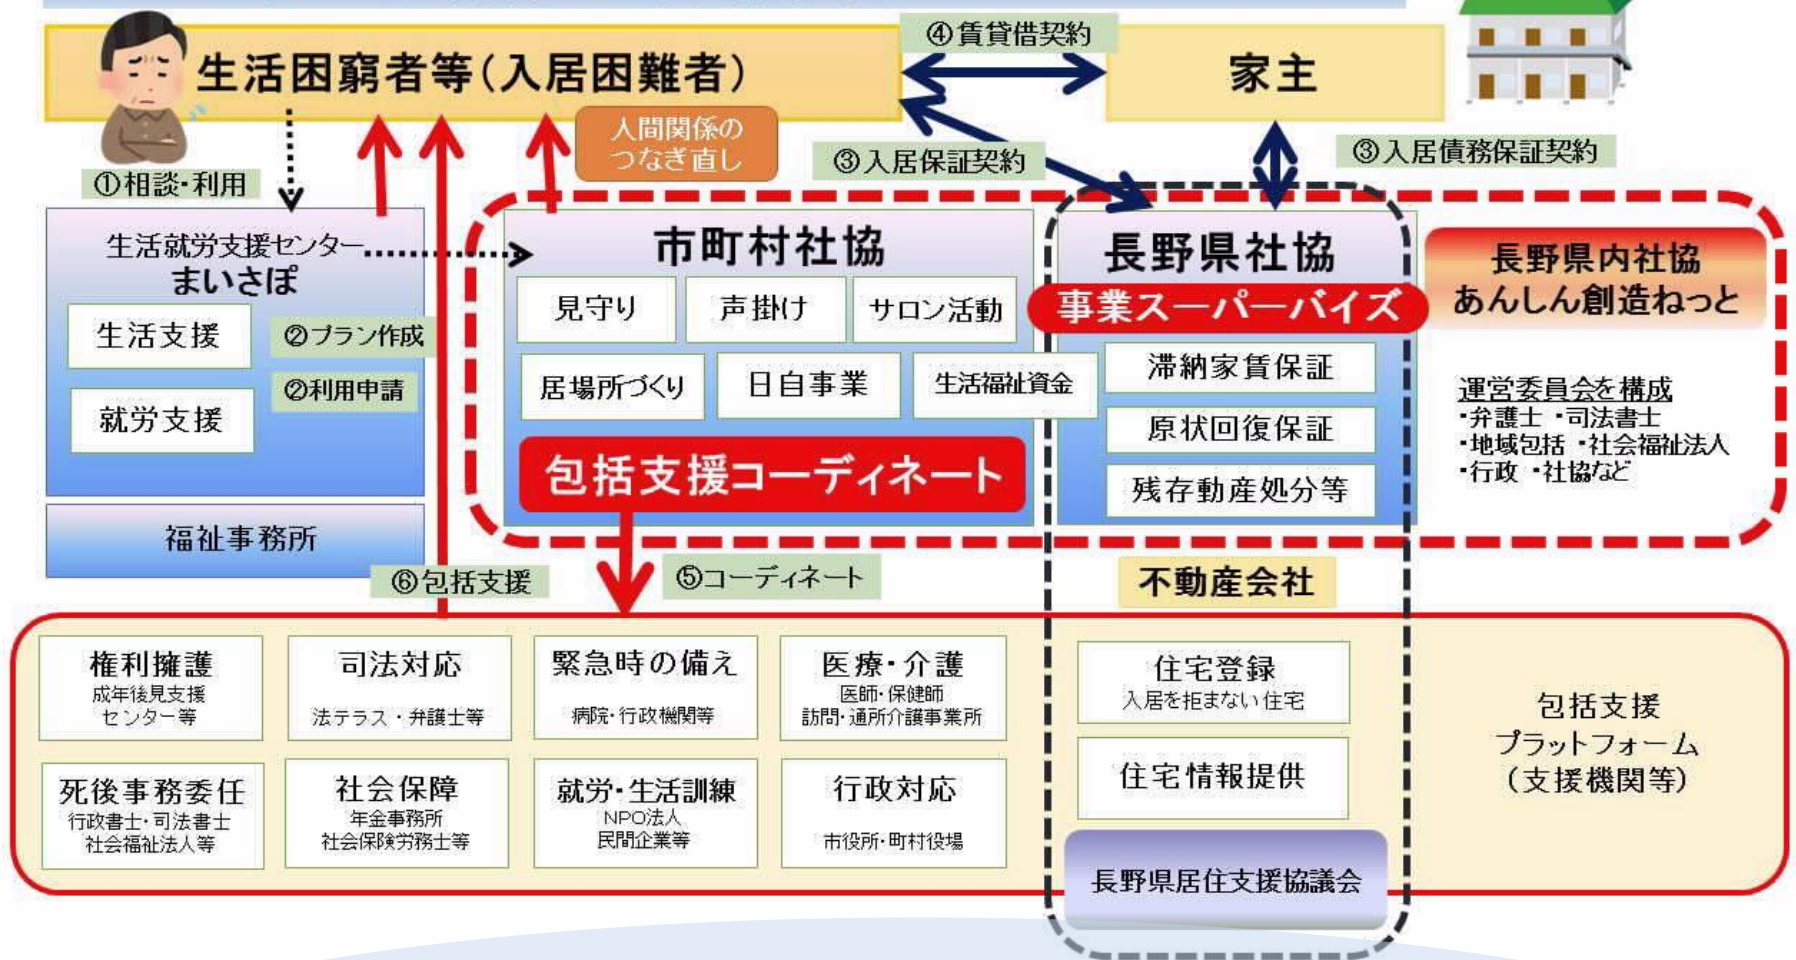 ④賃貸借契約
生活困窮者等(入居困難者)
家主
人間関係の
つなぎ直し
③入居保証契約
③入居債務保証契約
①相談・利用
生活就労支援センター
まいさぽ
生活支援
②プラン作成
就労支援
②利用申請
福祉事務所
市町村社協
見守り
声掛け
サロン活動
居場所づくり
日自事業
生活福祉資金
包括支援コーディネート
長野県社協
事業スーパーバイズ
滞納家賃保証
原状回復保証
残存動産処分等
長野県内社協
あんしん創造ねっと
運営委員会を構成
・弁護士 ・司法書士
・地域包括 ・社会福祉法人
・行政 ・社協など
⑥包括支援
⑤コーディネート
不動産会社
権利擁護
成年後見支援
センター等
司法対応
法テラス・弁護士等
緊急時の備え
病院・行政機関等
医療・介護
医師・保健師
訪問・通所介護事業所
死後事務委任
行政書士・司法書士
社会福祉法人等
社会保障
年金事務所
社会保険労務士等
就労・生活訓練
NPO法人
民間企業等
行政対応
市役所・町村役場
住宅登録
入居を拒まない住宅
住宅情報提供
長野県居住支援協議会
包括支援
プラットフォーム
(支援機関等)